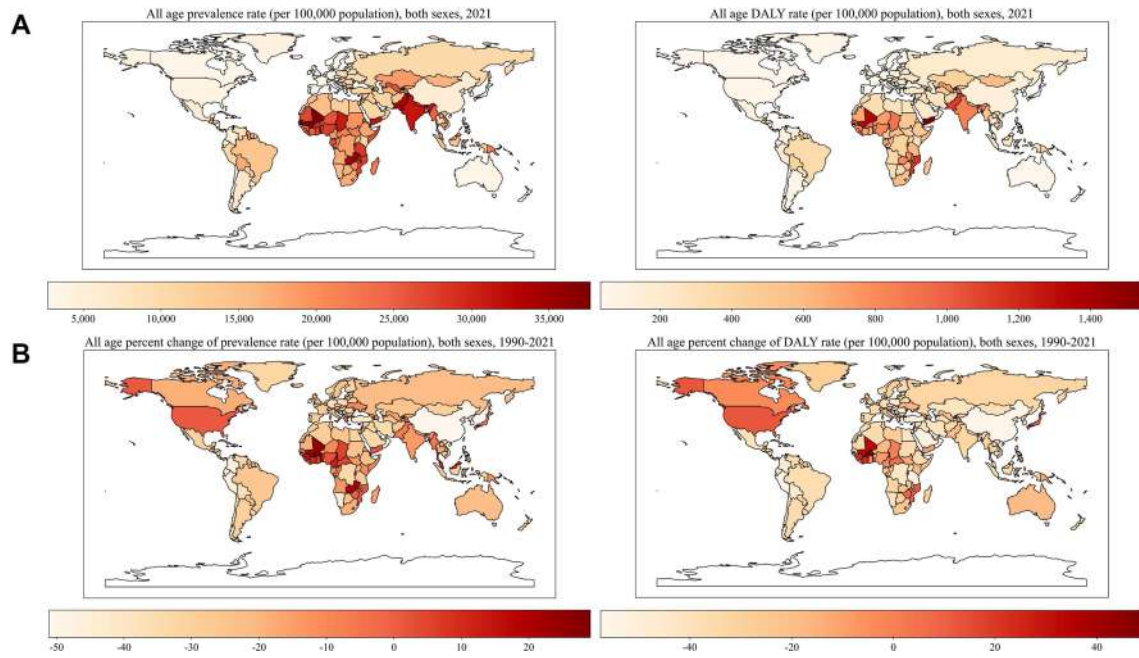 A
All age prevalence rate (per 100,000 population), both sexes, 2021
All age DALY rate (per 100,000 population), both sexes, 2021
5,000 10,000 15,000 20,000 25,000 30,000 35,000
200 400 600 800 1,000 1,200 1,400
B
All age percent change of prevalence rate (per 100,000 population), both sexes, 1990-2021
All age percent change of DALY rate (per 100,000 population), both sexes, 1990-2021
-50 -40 -30 -20 -10 0 10 20
-40 -20 0 20 40